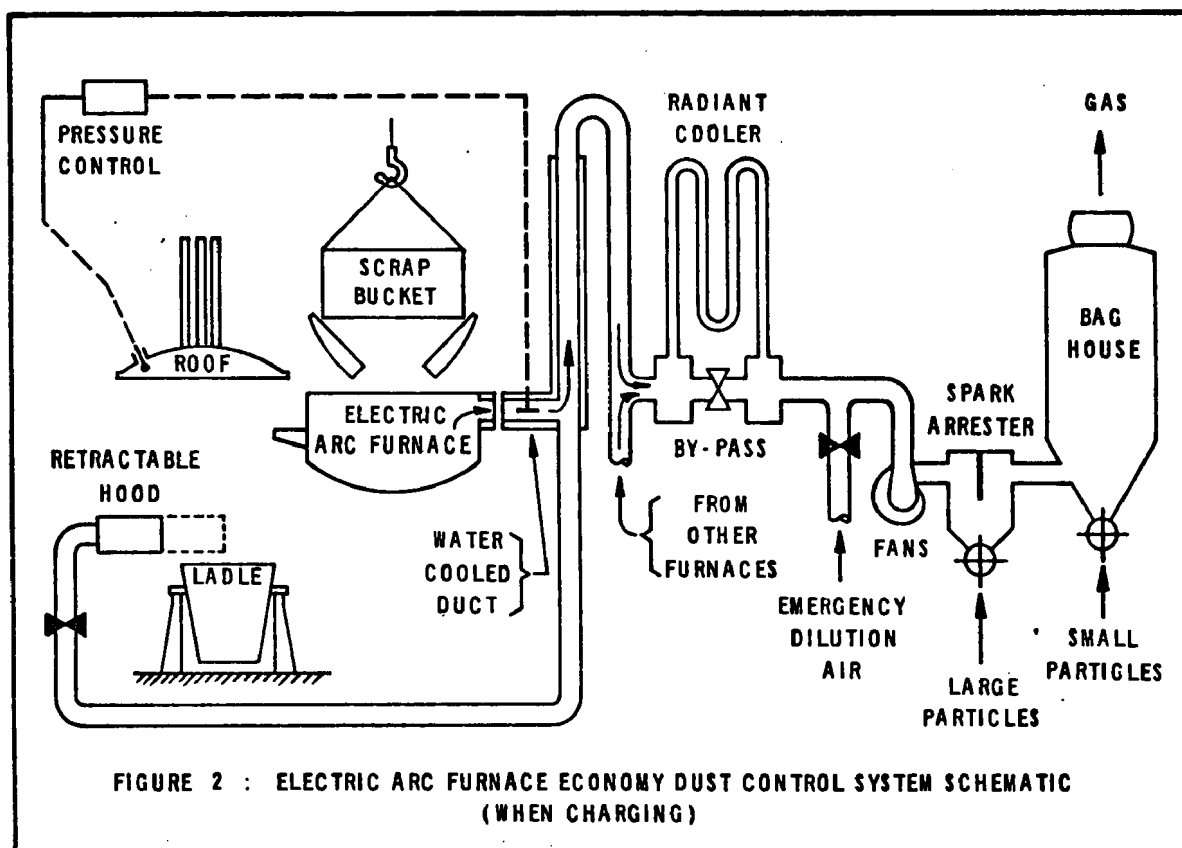 PRESSURE
CONTROL
RADIANT
COOLER
GAS
SCRAP
BUCKET
ROOF
BAG
HOUSE
ELECTRIC
ARC FURNACE
SPARK
ARRESTER
BY-PASS
RETRACTABLE
HOOD
LADLE
WATER
COOLED
DUCT
FROM
OTHER
FURNACES
FANS
EMERGENCY
DILUTION
AIR
LARGE
PARTICLES
SMALL
PARTICLES
FIGURE 2 : ELECTRIC ARC FURNACE ECONOMY DUST CONTROL SYSTEM SCHEMATIC
(WHEN CHARGING)